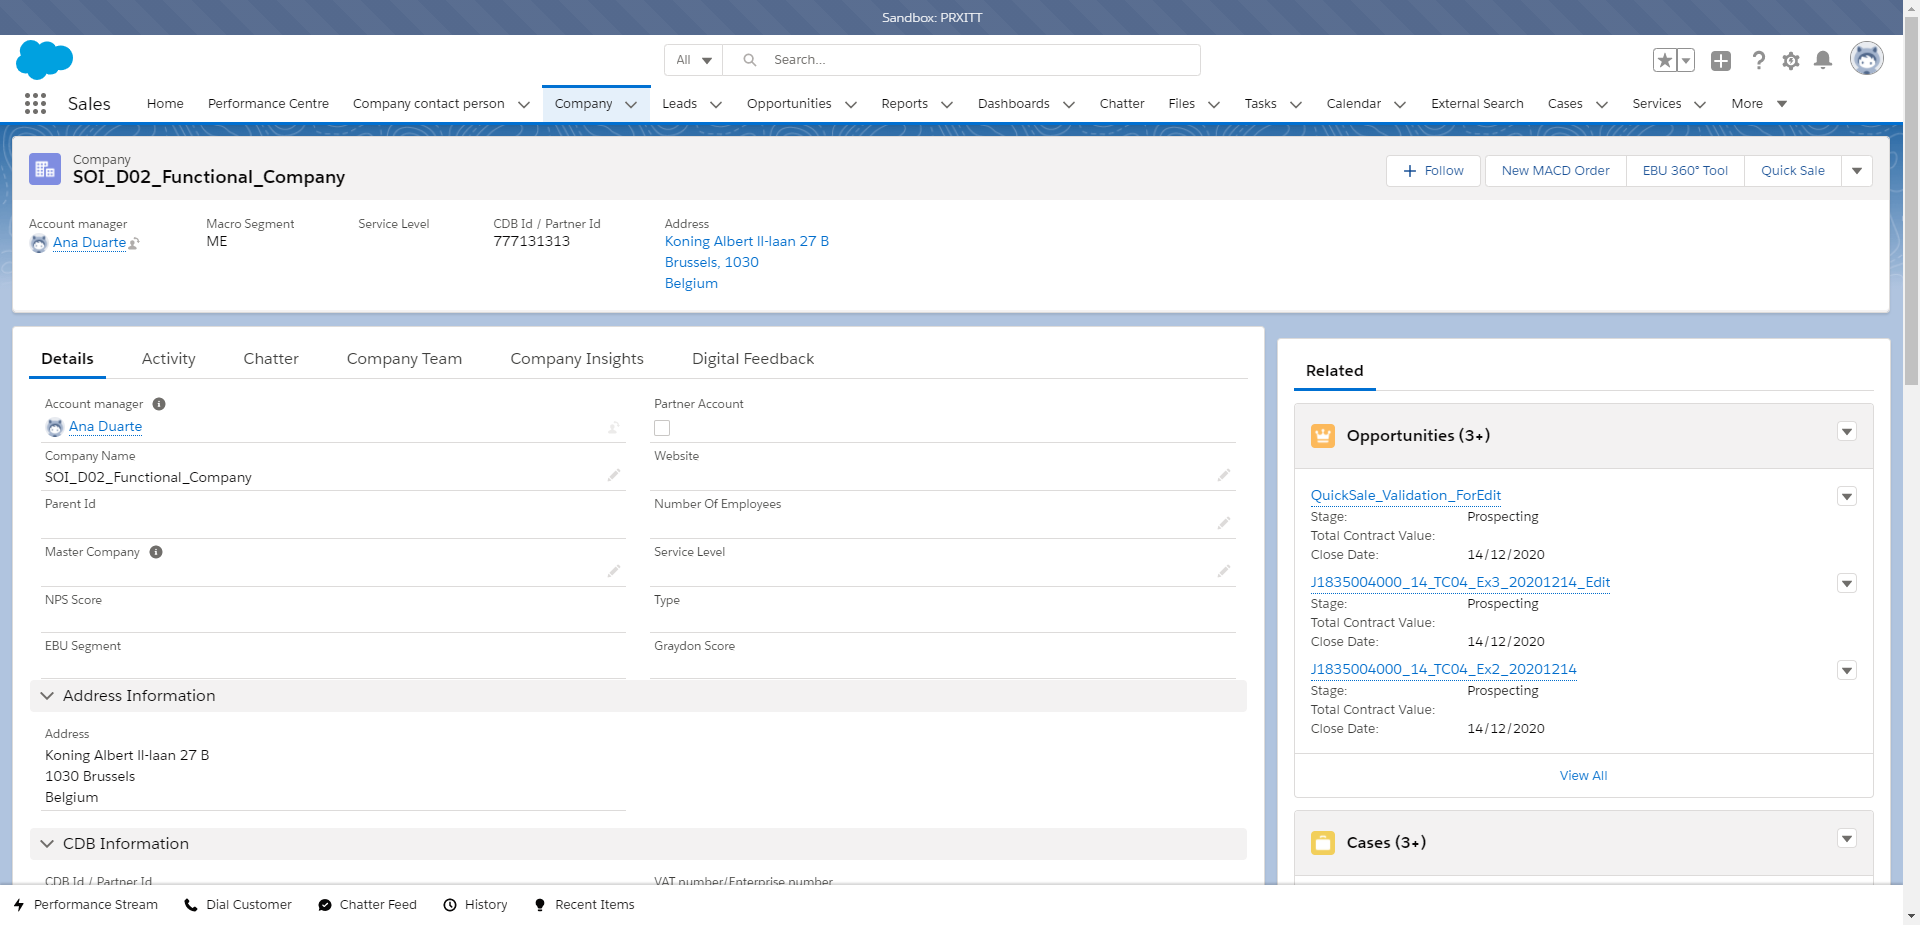 Sandbox: PRXITT
All
Search...
Sales
Home
Performance Centre
Company contact person
Company
Leads
Opportunities
Reports
Dashboards
Chatter
Files
Tasks
Calendar
External Search
Cases
Services
More
Company
SOI_D02_Functional_Company
Follow
New MACD Order
EBU 360° Tool
Quick Sale
Account manager
Ana Duarte
Macro Segment
ME
Service Level
CDB Id / Partner Id
777131313
Address
Koning Albert II-laan 27 B
Brussels, 1030
Belgium
Details
Activity
Chatter
Company Team
Company Insights
Digital Feedback
Account manager
Ana Duarte
Partner Account
Company Name
SOI_D02_Functional_Company
Website
Parent Id
Number Of Employees
Master Company
Service Level
NPS Score
Type
EBU Segment
Graydon Score
Address Information
Address
Koning Albert II-laan 27 B
1030 Brussels
Belgium
CDB Information
CDB Id / Partner Id
VAT number/Enterprise number
Related
Opportunities (3+)
QuickSale_Validation_ForEdit
Stage: Prospecting
Total Contract Value:
Close Date: 14/12/2020
J1835004000_14_TC04_Ex3_20201214_Edit
Stage: Prospecting
Total Contract Value:
Close Date: 14/12/2020
J1835004000_14_TC04_Ex2_20201214
Stage: Prospecting
Total Contract Value:
Close Date: 14/12/2020
View All
Cases (3+)
Performance Stream
Dial Customer
Chatter Feed
History
Recent Items